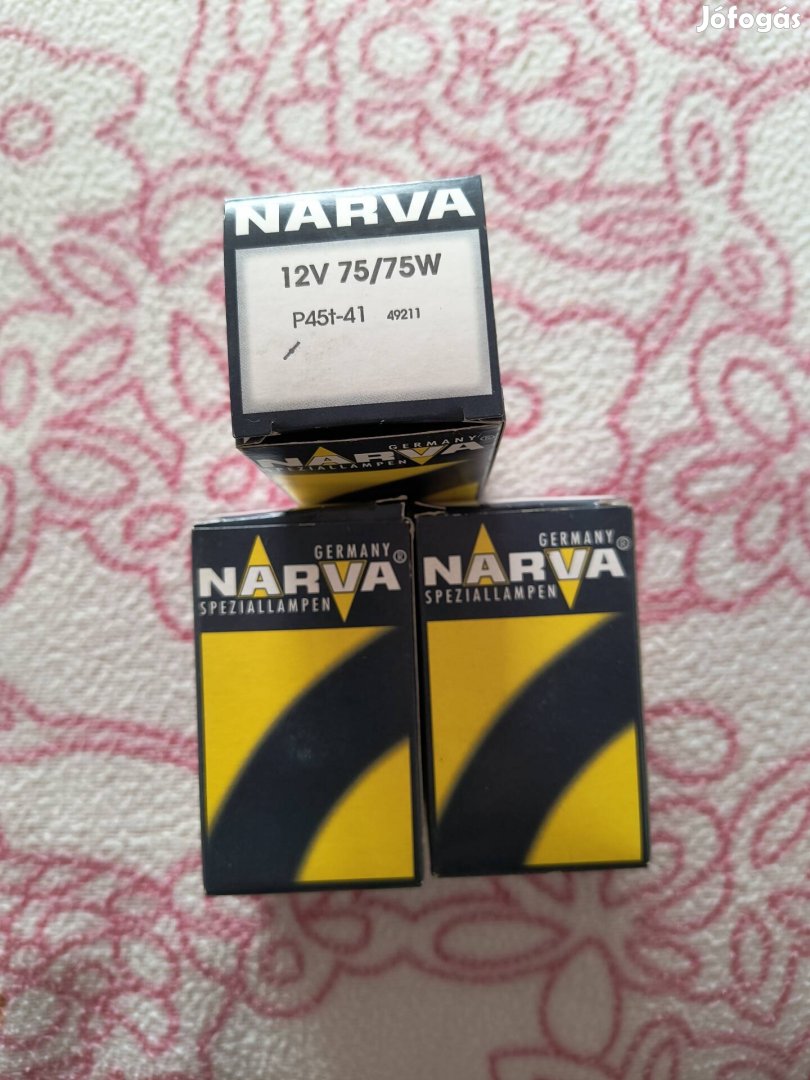 Jófogás
NARVA
12V 75/75W
P45t-41 49211
GERMANY
NARVA®
SPEZIALLAMPEN
GERMANY
NARVA®
SPEZIALLAMPEN
GERMANY
NARVA®
SPEZIALLAMPEN